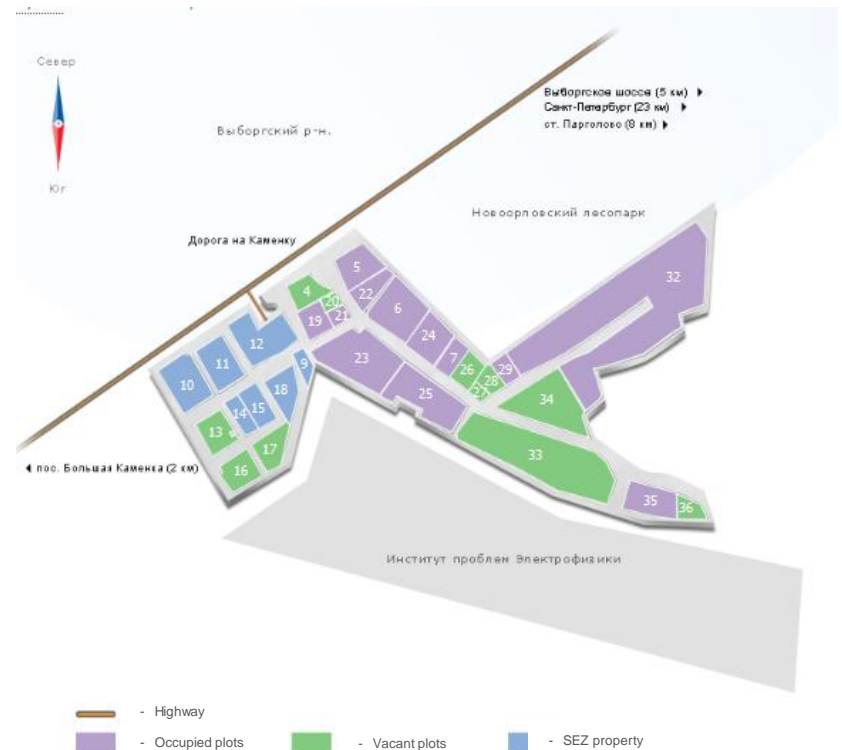 Север
Юг
Выборгский р-н.
Выборгское шоссе (5 км)
Санкт-Петербург (23 км)
ст. Парголово (8 км)
Новоорловский лесопарк
Дорога на Каменку
32
5
22
4
20
19
21
6
24
7
26
28
27
29
12
11
10
9
18
14
15
13
17
16
23
25
34
33
35
36
пос. Большая Каменка (2 км)
Институт проблем Электрофизики
- Highway
- Occupied plots
- Vacant plots
- SEZ property